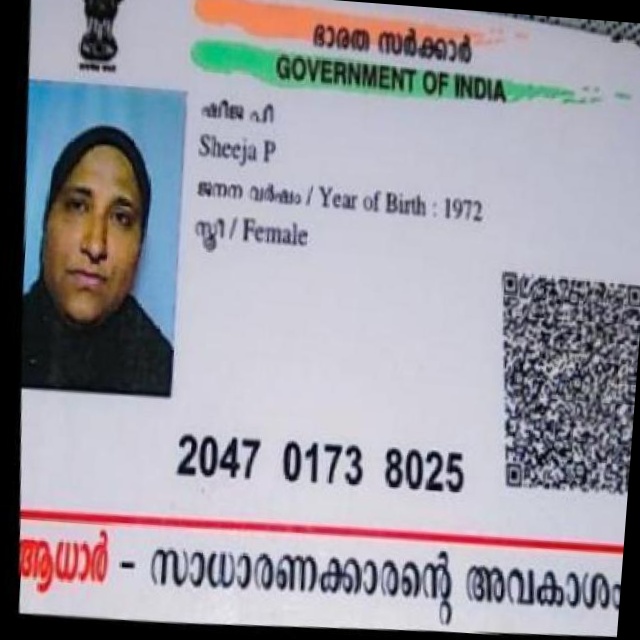 ഭാരത സർക്കാർ
GOVERNMENT OF INDIA
ഷീജ പി
Sheeja P
ജനന വർഷം / Year of Birth : 1972
സ്ത്രീ / Female
2047 0173 8025
ആധാർ - സാധാരണക്കാരന്റെ അവകാശം